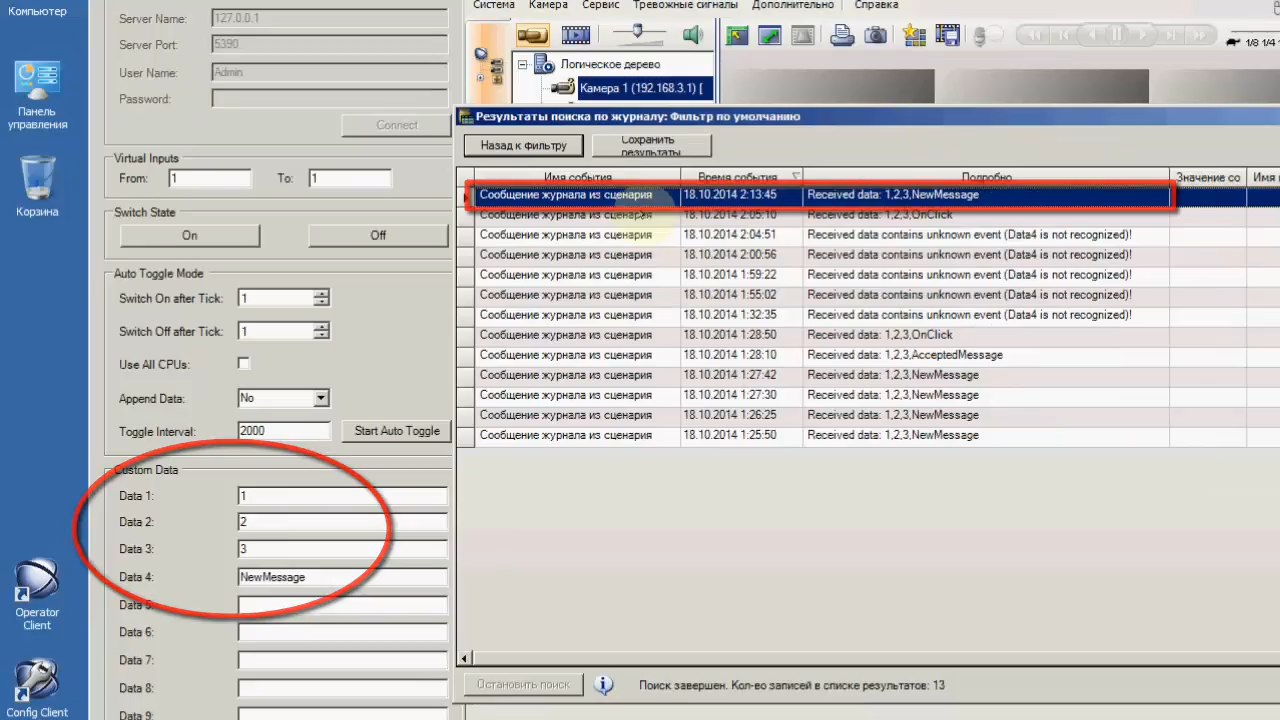 Компьютер
Панель управления
Корзина
Operator Client
Config Client
Server Name: 127.0.0.1
Server Port: 5390
User Name: Admin
Password:
Connect
Virtual Inputs
From: 1 To: 1
Switch State
On Off
Auto Toggle Mode
Switch On after Tick: 1
Switch Off after Tick: 1
Use All CPUs:
Append Data: No
Toggle Interval: 2000 Start Auto Toggle
Custom Data
Data 1: 1
Data 2: 2
Data 3: 3
Data 4: NewMessage
Data 5:
Data 6:
Data 7:
Data 8:
Data 9:
Система Камера Сервис Тревожные сигналы Дополнительно Справка
1/8 1/4
Логическое дерево
Камера 1 (192.168.3.1) [
Результаты поиска по журналу: Фильтр по умолчанию
Назад к фильтру Сохранить результаты
Имя события Время события Подробно Значение со Имя
Сообщение журнала из сценария 18.10.2014 2:13:45 Received data: 1,2,3,NewMessage
Сообщение журнала из сценария 18.10.2014 2:05:10 Received data: 1,2,3,OnClick
Сообщение журнала из сценария 18.10.2014 2:04:51 Received data contains unknown event (Data4 is not recognized)!
Сообщение журнала из сценария 18.10.2014 2:00:56 Received data contains unknown event (Data4 is not recognized)!
Сообщение журнала из сценария 18.10.2014 1:59:22 Received data contains unknown event (Data4 is not recognized)!
Сообщение журнала из сценария 18.10.2014 1:55:02 Received data contains unknown event (Data4 is not recognized)!
Сообщение журнала из сценария 18.10.2014 1:32:35 Received data contains unknown event (Data4 is not recognized)!
Сообщение журнала из сценария 18.10.2014 1:28:50 Received data: 1,2,3,OnClick
Сообщение журнала из сценария 18.10.2014 1:28:10 Received data: 1,2,3,AcceptedMessage
Сообщение журнала из сценария 18.10.2014 1:27:42 Received data: 1,2,3,NewMessage
Сообщение журнала из сценария 18.10.2014 1:27:30 Received data: 1,2,3,NewMessage
Сообщение журнала из сценария 18.10.2014 1:26:25 Received data: 1,2,3,NewMessage
Сообщение журнала из сценария 18.10.2014 1:25:50 Received data: 1,2,3,NewMessage
Остановить поиск Поиск завершен. Кол-во записей в списке результатов: 13